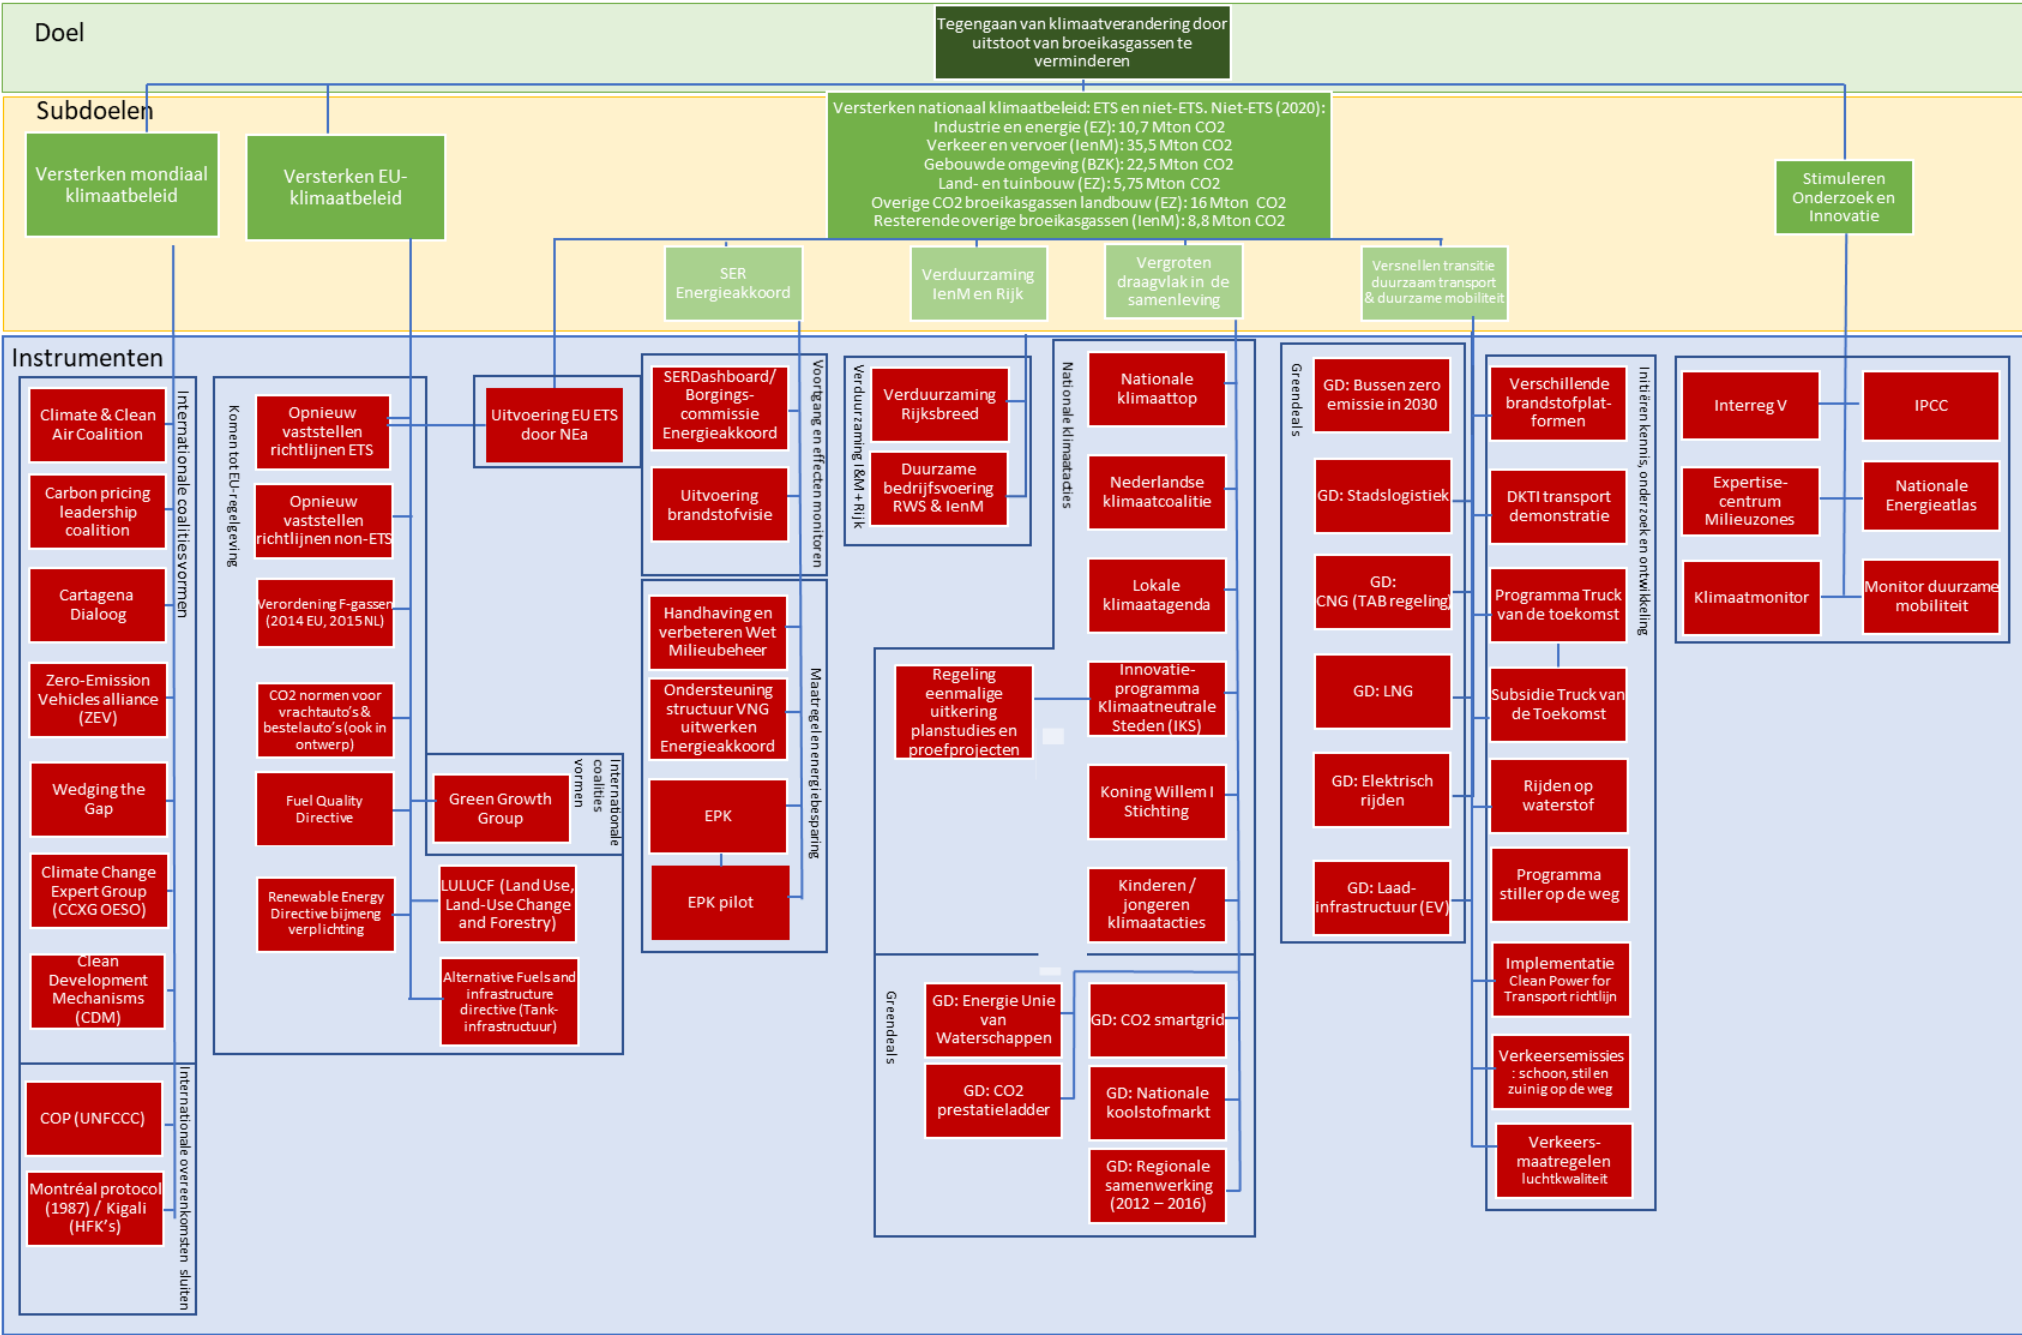 Doel
Tegengaan van klimaatverandering door
uitstoot van broeikasgassen te
verminderen
Subdoelen
Versterken mondiaal
klimaatbeleid
Versterken EU-
klimaatbeleid
Versterken nationaal klimaatbeleid: ETS en niet-ETS. Niet-ETS (2020):
Industrie en energie (EZ): 10,7 Mton CO2
Verkeer en vervoer (IenM): 35,5 Mton CO2
Gebouwde omgeving (BZK): 22,5 Mton CO2
Land- en tuinbouw (EZ): 5,75 Mton CO2
Overige CO2 broeikasgassen landbouw (EZ): 16 Mton CO2
Resterende overige broeikasgassen (IenM): 8,8 Mton CO2
Stimuleren
Onderzoek en
Innovatie
SER
Energieakkoord
Verduurzaming
IenM en Rijk
Vergroten
draagvlak in de
samenleving
Versnellen transitie
duurzaam transport
& duurzame mobiliteit
Instrumenten
Internationale coalities vormen
Climate & Clean
Air Coalition
Carbon pricing
leadership
coalition
Cartagena
Dialoog
Zero-Emission
Vehicles alliance
(ZEV)
Wedging the
Gap
Climate Change
Expert Group
(CCXG OESO)
Clean
Development
Mechanisms
(CDM)
Internationale overeenkomsten sluiten
COP (UNFCCC)
Montréal protocol
(1987) / Kigali
(HFK's)
Komen tot EU-regelgeving
Opnieuw
vaststellen
richtlijnen ETS
Opnieuw
vaststellen
richtlijnen non-ETS
Verordening F-gassen
(2014 EU, 2015 NL)
CO2 normen voor
vrachtauto's &
bestelauto's (ook in
ontwerp)
Fuel Quality
Directive
Renewable Energy
Directive bijmeng
verplichting
Internationale
coalities
vormen
Green Growth
Group
LULUCF (Land Use,
Land-Use Change
and Forestry)
Alternative Fuels and
infrastructure
directive (Tank-
infrastructuur)
Uitvoering EU ETS
door NEa
Voortgang en effecten monitoren
SERDashboard/
Borgings-
commissie
Energieakkoord
Uitvoering
brandstofvisie
Maatregelen energiebesparing
Handhaving en
verbeteren Wet
Milieubeheer
Ondersteuning
structuur VNG
uitwerken
Energieakkoord
EPK
EPK pilot
Verduurzaming I&M + Rijk
Verduurzaming
Rijksbreed
Duurzame
bedrijfsvoering
RWS & IenM
Nationale klimaatacties
Nationale
klimaattop
Nederlandse
klimaatcoalitie
Lokale
klimaatagenda
Regeling
eenmalige
uitkering
planstudies en
proefprojecten
Innovatie-
programma
Klimaatneutrale
Steden (IKS)
Koning Willem I
Stichting
Kinderen /
jongeren
klimaatacties
Greendeals
GD: Energie Unie
van
Waterschappen
GD: CO2
prestatieladder
GD: CO2 smartgrid
GD: Nationale
koolstofmarkt
GD: Regionale
samenwerking
(2012 – 2016)
Greendeals
GD: Bussen zero
emissie in 2030
GD: Stadslogistiek
GD:
CNG (TAB regeling)
GD: LNG
GD: Elektrisch
rijden
GD: Laad-
infrastructuur (EV)
Initiëren kennis, onderzoek en ontwikkeling
Verschillende
brandstofplat-
formen
DKTI transport
demonstratie
Programma Truck
van de toekomst
Subsidie Truck van
de Toekomst
Rijden op
waterstof
Programma
stiller op de weg
Implementatie
Clean Power for
Transport richtlijn
Verkeersemissies
: schoon, stil en
zuinig op de weg
Verkeers-
maatregelen
luchtkwaliteit
Interreg V
IPCC
Expertise-
centrum
Milieuzones
Nationale
Energieatlas
Klimaatmonitor
Monitor duurzame
mobiliteit